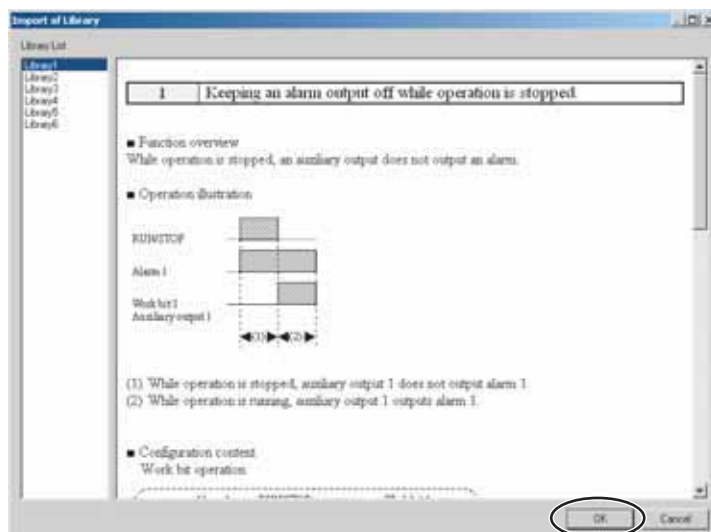 Import of Library
Library List
Library1
Library2
Library3
Library4
Library5
Library6
1 Keeping an alarm output off while operation is stopped.
■ Function overview
While operation is stopped, an auxiliary output does not output an alarm.
■ Operation illustration
RUN/STOP
Alarm 1
Work bit 1
Auxiliary output 1
(1) (2)
(1) While operation is stopped, auxiliary output 1 does not output alarm 1.
(2) While operation is running, auxiliary output 1 outputs alarm 1.
■ Configuration content
Work bit operation
OK Cancel